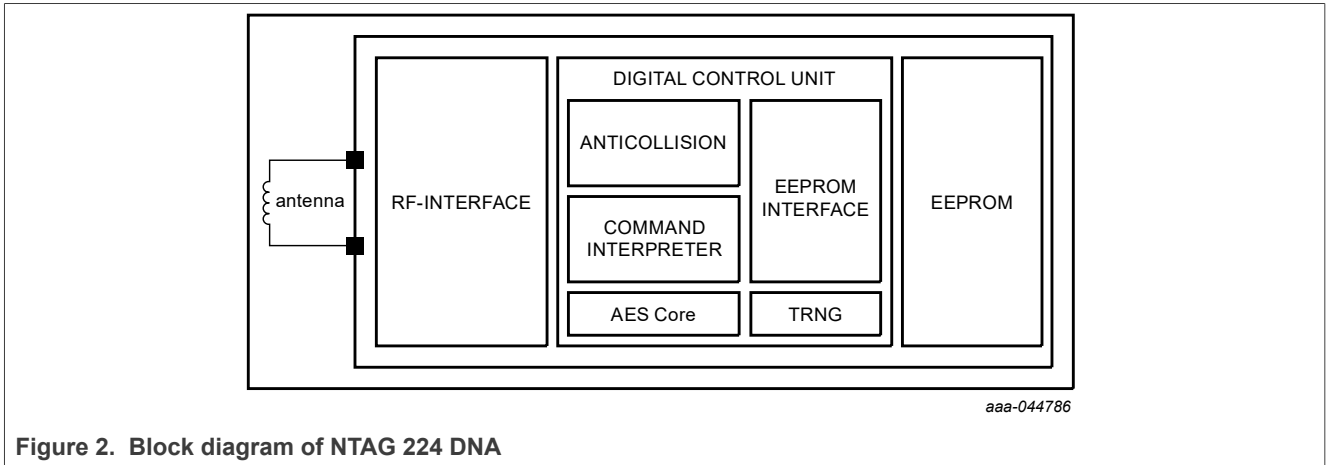 DIGITAL CONTROL UNIT
antenna
RF-INTERFACE
ANTICOLLISION
COMMAND
INTERPRETER
AES Core
EEPROM
INTERFACE
TRNG
EEPROM
aaa-044786
Figure 2. Block diagram of NTAG 224 DNA